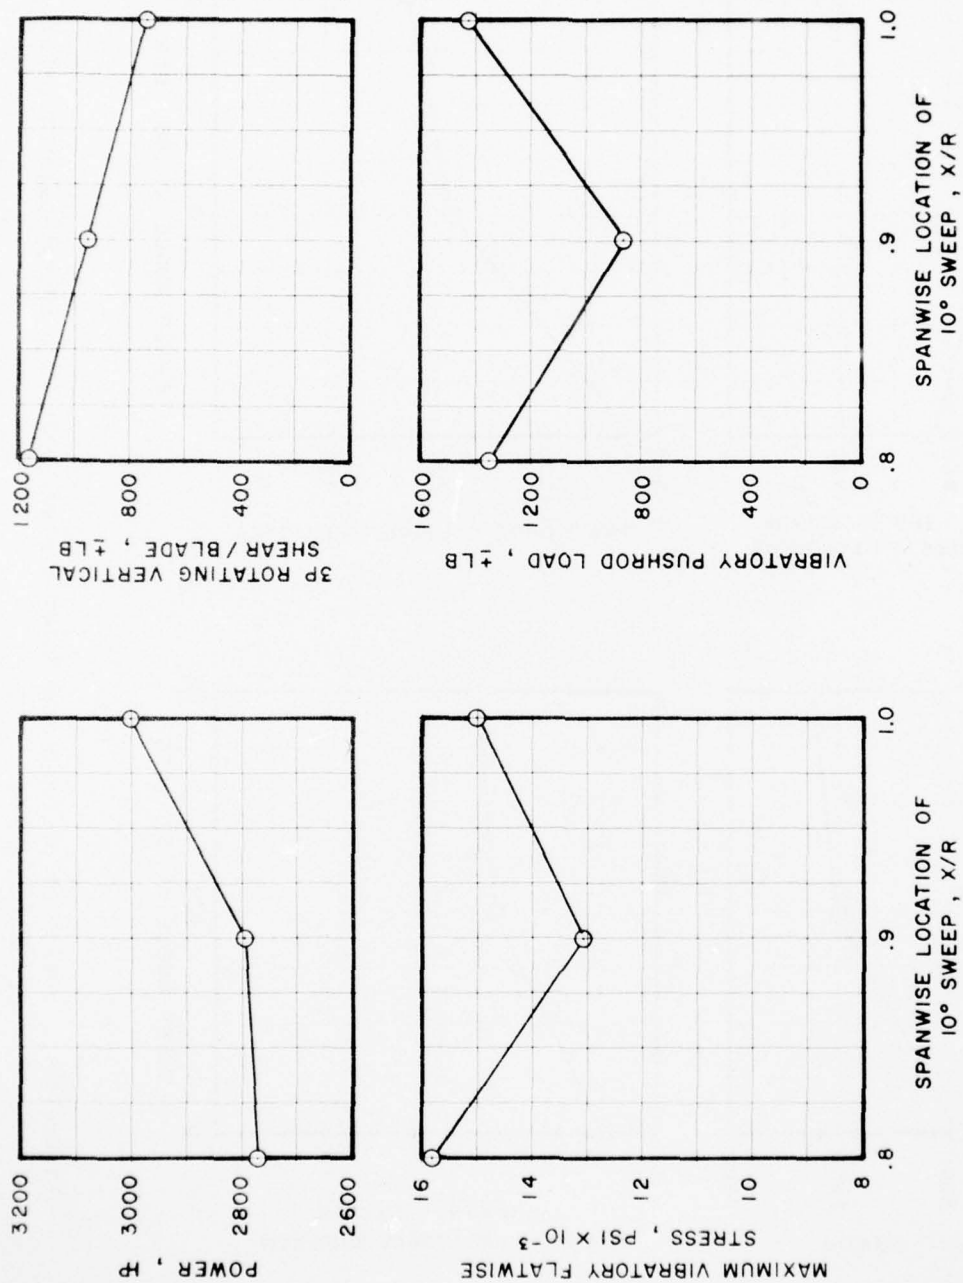 3200
3000
2800
2600
POWER , HP
1200
800
400
0
3P ROTATING VERTICAL
SHEAR / BLADE , ± LB
16
14
12
10
8
MAXIMUM VIBRATORY FLATWISE
STRESS , PSI X 10⁻³
.8
.9
1.0
SPANWISE LOCATION OF
10° SWEEP , X/R
1600
1200
800
400
0
VIBRATORY PUSHROD LOAD, ± LB
.8
.9
1.0
SPANWISE LOCATION OF
10° SWEEP , X/R